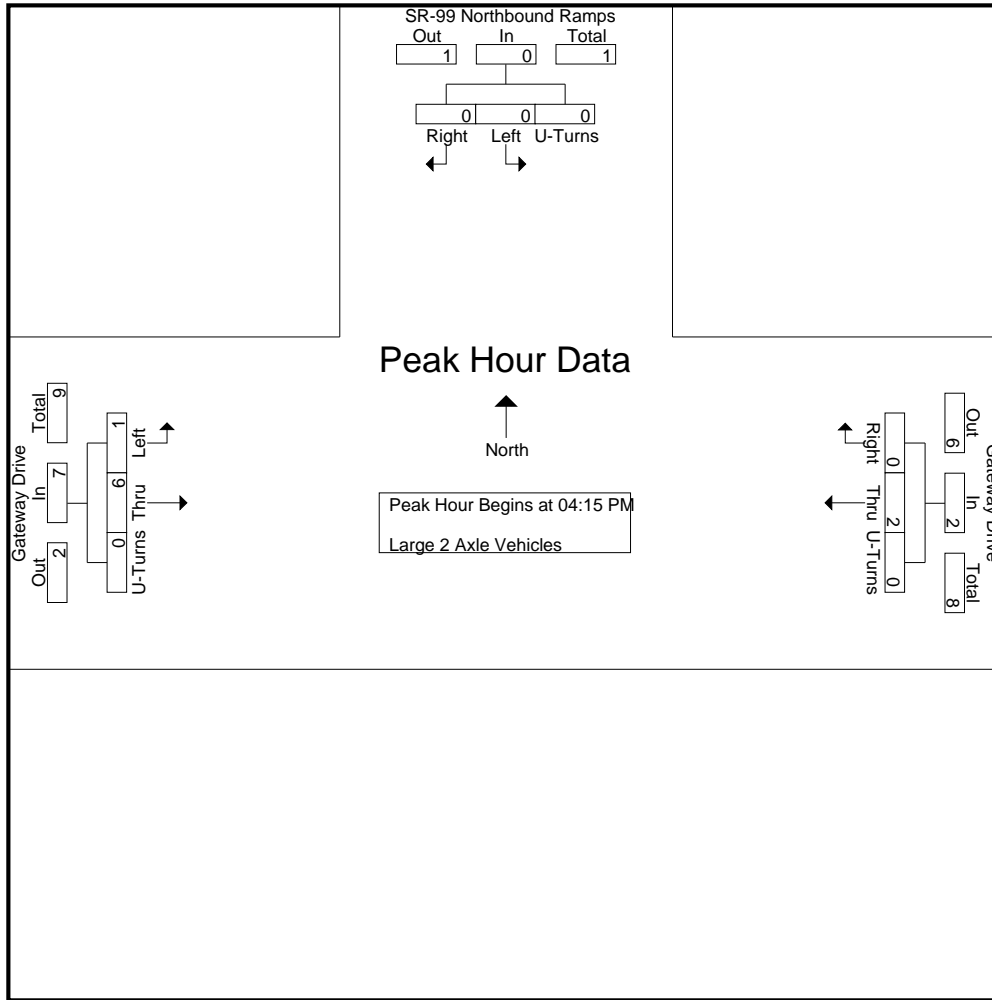 SR-99 Northbound Ramps
Out In Total
1 0 1
0 0 0
Right Left U-Turns
Peak Hour Data
North
Peak Hour Begins at 04:15 PM
Large 2 Axle Vehicles
Gateway Drive
Out In Total
2 7 9
Left Thru U-Turns
1 6 0
Gateway Drive
Out In Total
6 2 8
Right Thru U-Turns
0 2 0